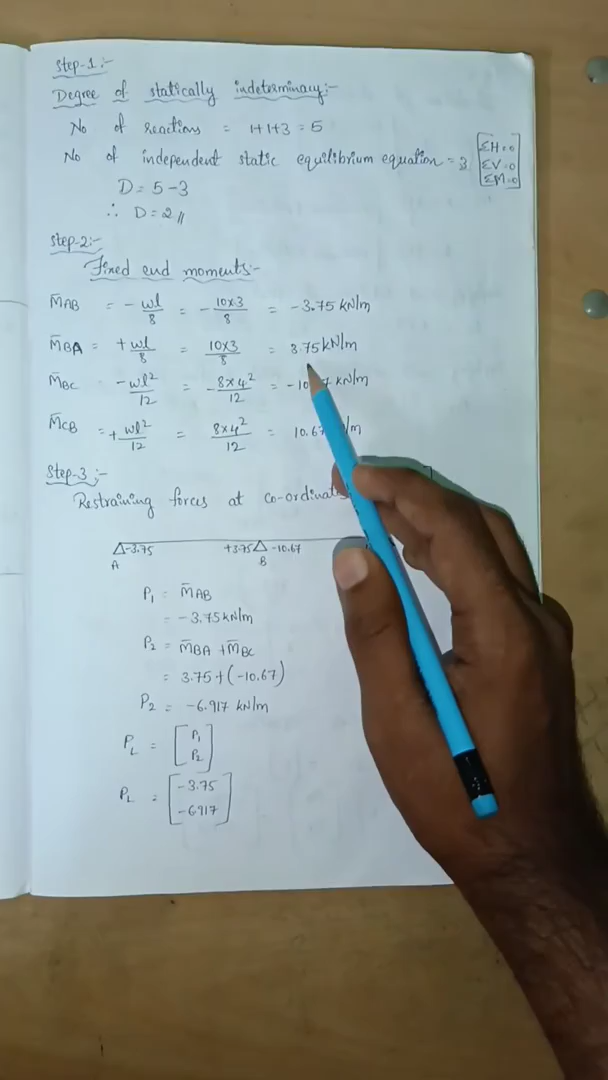 Step-1:-
Degree of statically indeterminacy:-
No of reactions = 1+1+3 = 5
No of independent static equilibrium equation = 3 [ΣH=0 ΣV=0 ΣM=0]
D = 5-3
∴ D = 2 //
Step-2:-
Fixed end moments:-
M̅AB = - wl/8 = - 10×3/8 = -3.75 kN/m
M̅BA = + wl/8 = 10×3/8 = 3.75 kN/m
M̅BC = - wl²/12 = - 8×4²/12 = -10. 7 kN/m
M̅CB = + wl²/12 = 8×4²/12 = 10.67 /m
Step-3:-
Restraining forces at co-ordinate
-3.75 +3.75 -10.67
A B
P1 = M̅AB
= -3.75 kN/m
P2 = M̅BA + M̅BC
= 3.75 + (-10.67)
P2 = -6.917 kN/m
PL = [P1 P2]
PL = [-3.75 -6.917]